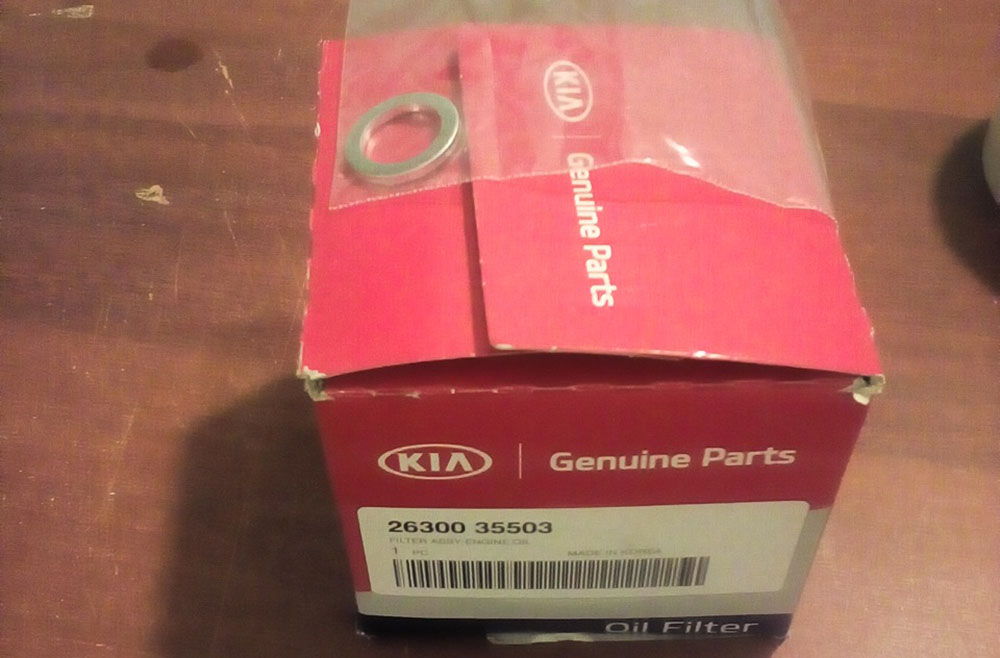 KIA
Genuine Parts
KIA Genuine Parts
26300 35503
FILTER ASSY-ENGINE OIL
1 PC MADE IN KOREA
Oil Filter